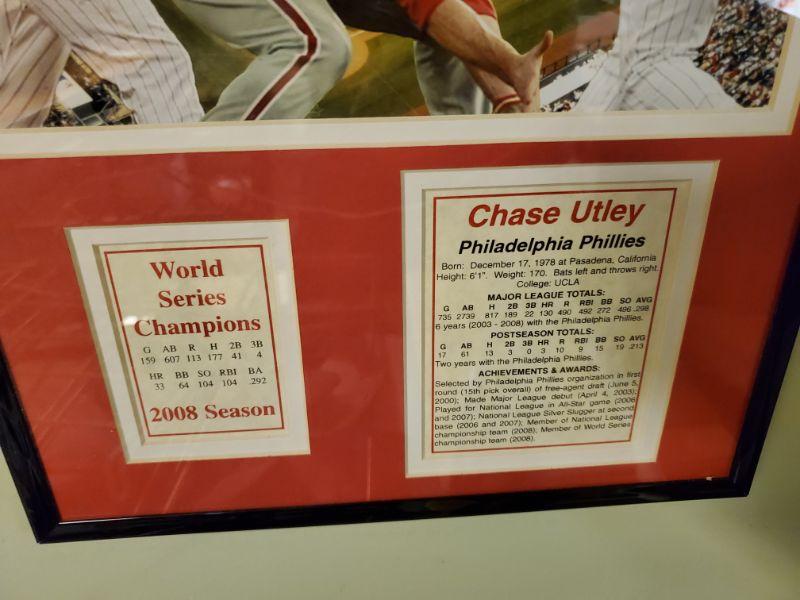 World
Series
Champions
G AB R H 2B 3B
159 607 113 177 41 4
HR BB SO RBI BA
33 64 104 104 .292
2008 Season
Chase Utley
Philadelphia Phillies
Born: December 17, 1978 at Pasadena, California
Height: 6'1". Weight: 170. Bats left and throws right.
College: UCLA
MAJOR LEAGUE TOTALS:
G AB H 2B 3B HR R RBI BB SO AVG
735 2739 817 189 22 130 490 492 272 496 .298
6 years (2003 - 2008) with the Philadelphia Phillies.
POSTSEASON TOTALS:
G AB H 2B 3B HR R RBI BB SO AVG
17 61 13 3 0 3 10 9 15 19 .213
Two years with the Philadelphia Phillies.
ACHIEVEMENTS & AWARDS:
Selected by Philadelphia Phillies organization in first
round (15th pick overall) of free-agent draft (June 5,
2000); Made Major League debut (April 4, 2003);
Played for National League in All-Star game (2006
and 2007); National League Silver Slugger at second
base (2006 and 2007); Member of National League
championship team (2008); Member of World Series
championship team (2008).